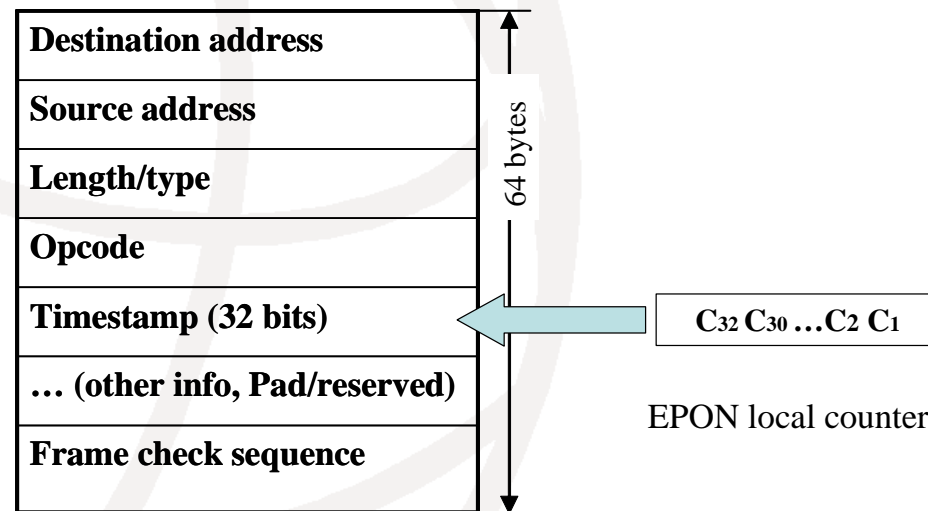 Destination address
Source address
Length/type
Opcode
Timestamp (32 bits)
… (other info, Pad/reserved)
Frame check sequence
64 bytes
C32 C30 …C2 C1
EPON local counter